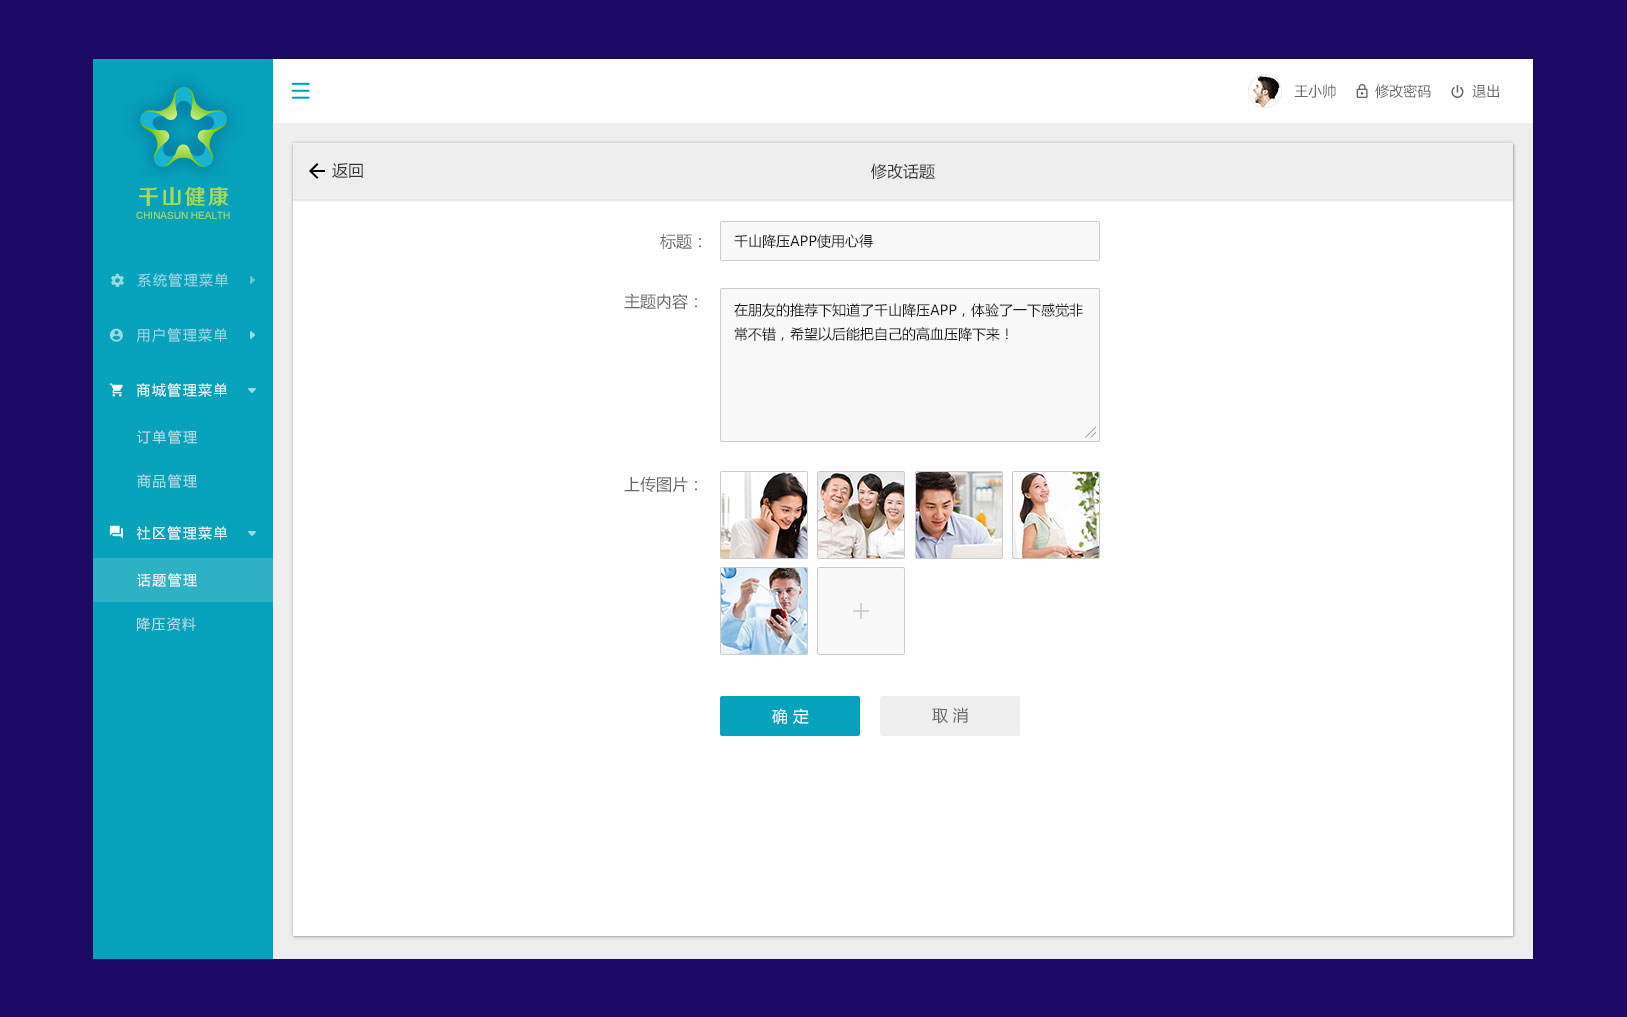 千山健康
CHINASUN HEALTH
系统管理菜单
用户管理菜单
商城管理菜单
订单管理
商品管理
社区管理菜单
话题管理
降压资料
王小帅
修改密码
退出
返回
修改话题
标题：
千山降压APP使用心得
主题内容：
在朋友的推荐下知道了千山降压APP，体验了一下感觉非
常不错，希望以后能把自己的高血压降下来！
上传图片：
确 定
取 消